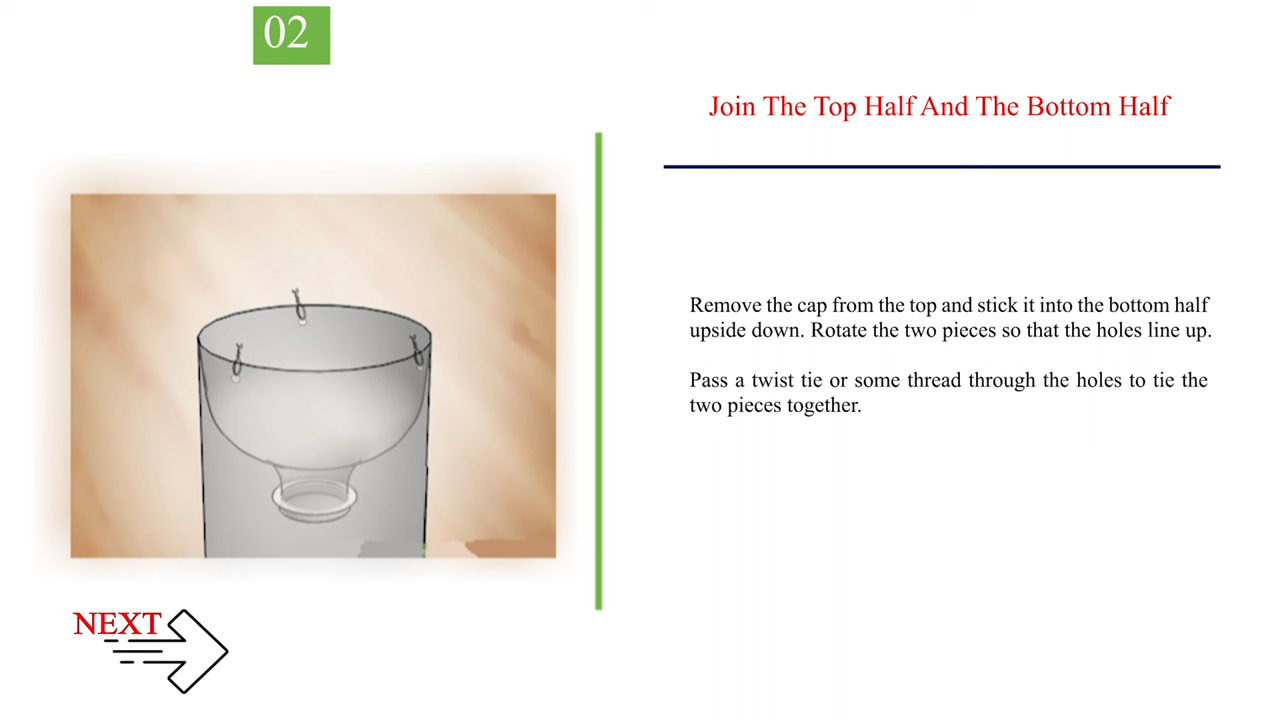 02
Join The Top Half And The Bottom Half
Remove the cap from the top and stick it into the bottom half
upside down. Rotate the two pieces so that the holes line up.
Pass a twist tie or some thread through the holes to tie the
two pieces together.
NEXT